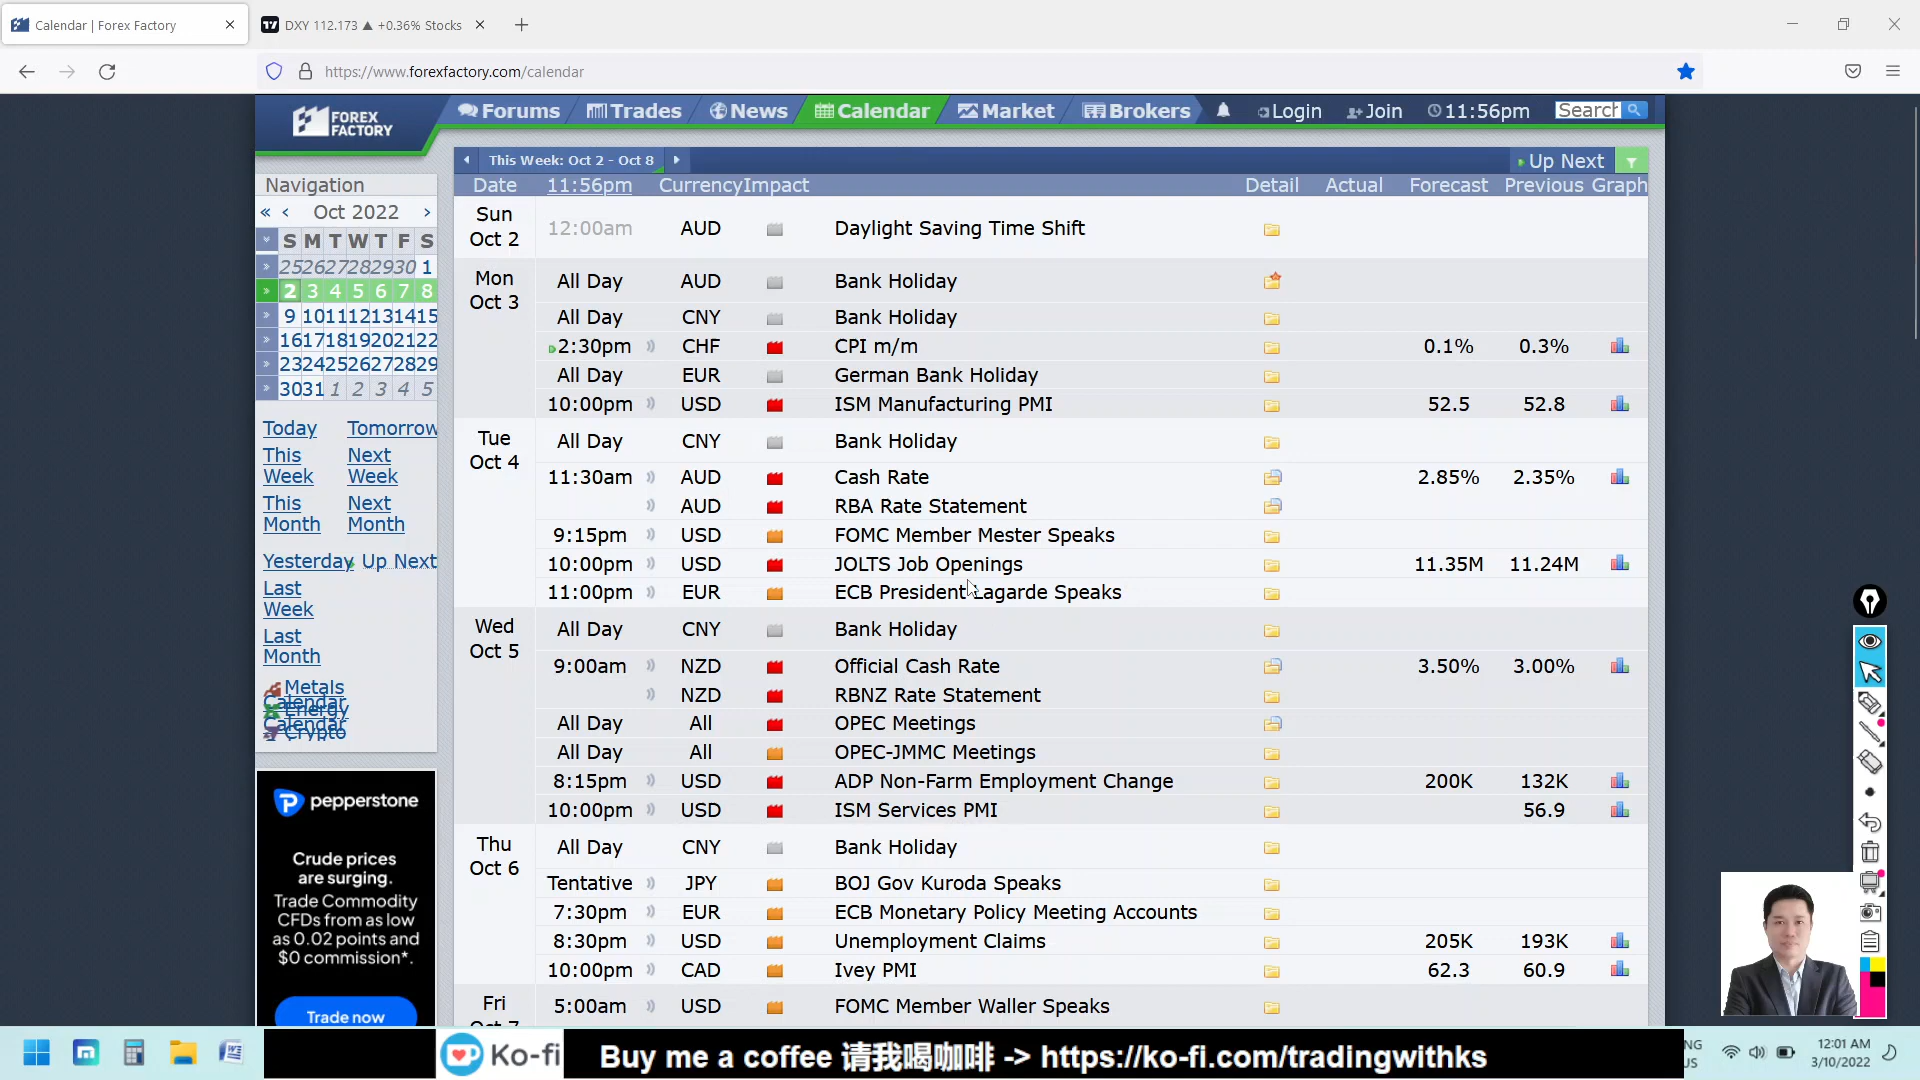 Calendar | Forex Factory
DXY 112.173 ▲ +0.36% Stocks
https://www.forexfactory.com/calendar
FOREX FACTORY
Forums Trades News Calendar Market Brokers Login Join 11:56pm Search
This Week: Oct 2 - Oct 8 Up Next
Date 11:56pm Currency Impact Detail Actual Forecast Previous Graph
Navigation
« ‹ Oct 2022 ›
S M T W T F S
25 26 27 28 29 30 1
2 3 4 5 6 7 8
9 10 11 12 13 14 15
16 17 18 19 20 21 22
23 24 25 26 27 28 29
30 31 1 2 3 4 5
Today Tomorrow
This Week Next Week
This Month Next Month
Yesterday Up Next
Last Week
Last Month
Metals
Calendar
Energy
Calendar
Crypto
pepperstone
Crude prices
are surging.
Trade Commodity
CFDs from as low
as 0.02 points and
$0 commission*.
Trade now
Sun Oct 2 12:00am AUD Daylight Saving Time Shift
Mon Oct 3 All Day AUD Bank Holiday
All Day CNY Bank Holiday
2:30pm CHF CPI m/m 0.1% 0.3%
All Day EUR German Bank Holiday
10:00pm USD ISM Manufacturing PMI 52.5 52.8
Tue Oct 4 All Day CNY Bank Holiday
11:30am AUD Cash Rate 2.85% 2.35%
AUD RBA Rate Statement
9:15pm USD FOMC Member Mester Speaks
10:00pm USD JOLTS Job Openings 11.35M 11.24M
11:00pm EUR ECB President Lagarde Speaks
Wed Oct 5 All Day CNY Bank Holiday
9:00am NZD Official Cash Rate 3.50% 3.00%
NZD RBNZ Rate Statement
All Day All OPEC Meetings
All Day All OPEC-JMMC Meetings
8:15pm USD ADP Non-Farm Employment Change 200K 132K
10:00pm USD ISM Services PMI 56.9
Thu Oct 6 All Day CNY Bank Holiday
Tentative JPY BOJ Gov Kuroda Speaks
7:30pm EUR ECB Monetary Policy Meeting Accounts
8:30pm USD Unemployment Claims 205K 193K
10:00pm CAD Ivey PMI 62.3 60.9
Fri Oct 7 5:00am USD FOMC Member Waller Speaks
Ko-fi Buy me a coffee 请我喝咖啡 -> https://ko-fi.com/tradingwithks
NG
US
12:01 AM
3/10/2022